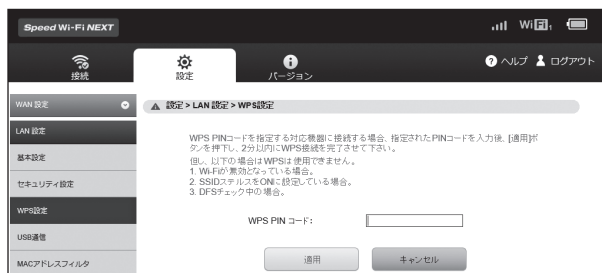 Speed Wi-Fi NEXT
WiFi 1
接続
設定
バージョン
? ヘルプ ログアウト
WAN 設定
設定 > LAN 設定 > WPS設定
LAN 設定
基本設定
セキュリティ設定
WPS設定
USB通信
MACアドレスフィルタ
WPS PINコードを指定する対応機器に接続する場合、指定されたPINコードを入力後、[適用]ボ
タンを押下し、2分以内にWPS接続を完了させて下さい。
但し、以下の場合はWPSは使用できません。
1. Wi-Fiが無効となっている場合。
2. SSIDステルスをONに設定している場合。
3. DFSチェック中の場合。
WPS PIN コード:
適用
キャンセル